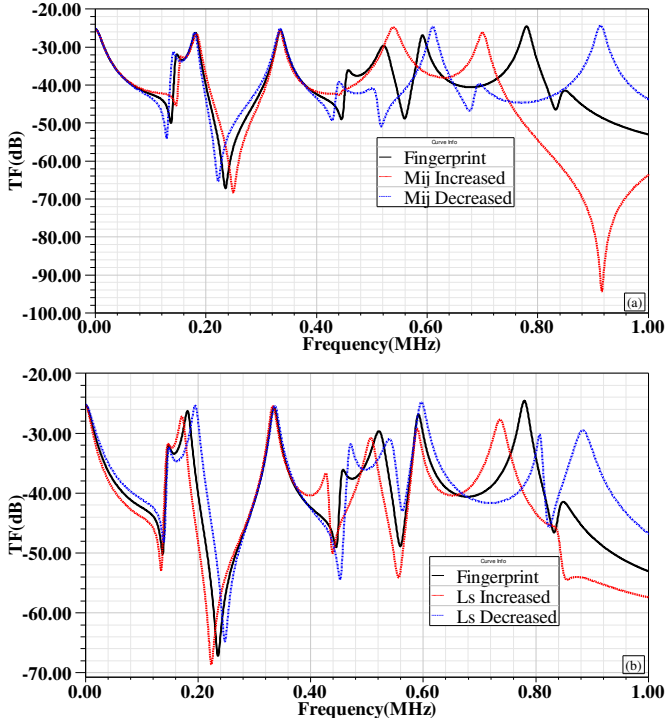 -20.00
-30.00
-40.00
-50.00
-60.00
-70.00
-80.00
-90.00
-100.00
TF(dB)
Curve Info
Fingerprint
Mij Increased
Mij Decreased
(a)
0.00 0.20 0.40 0.60 0.80 1.00
Frequency(MHz)
-20.00
-30.00
-40.00
-50.00
-60.00
-70.00
TF(dB)
Curve Info
Fingerprint
Ls Increased
Ls Decreased
(b)
0.00 0.20 0.40 0.60 0.80 1.00
Frequency(MHz)